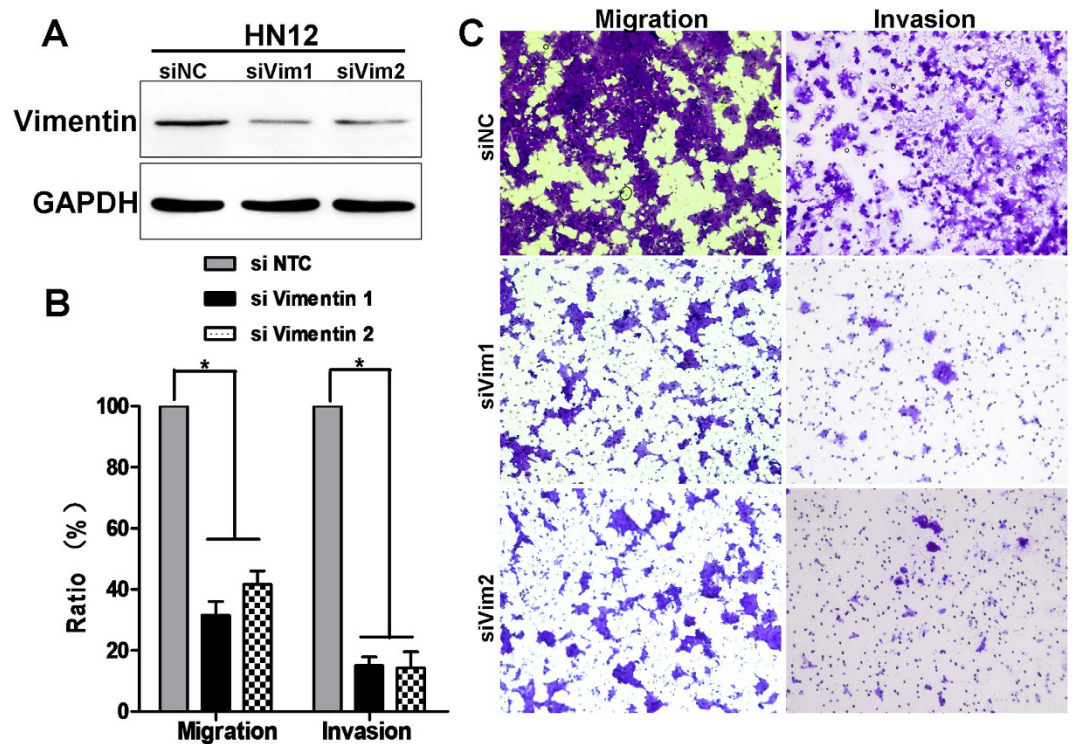 A
HN12
siNC siVim1 siVim2
Vimentin
GAPDH
B
si NTC
si Vimentin 1
si Vimentin 2
* *
100
80
60
40
20
0
Ratio (%)
Migration Invasion
C
Migration Invasion
siNC
siVim1
siVim2